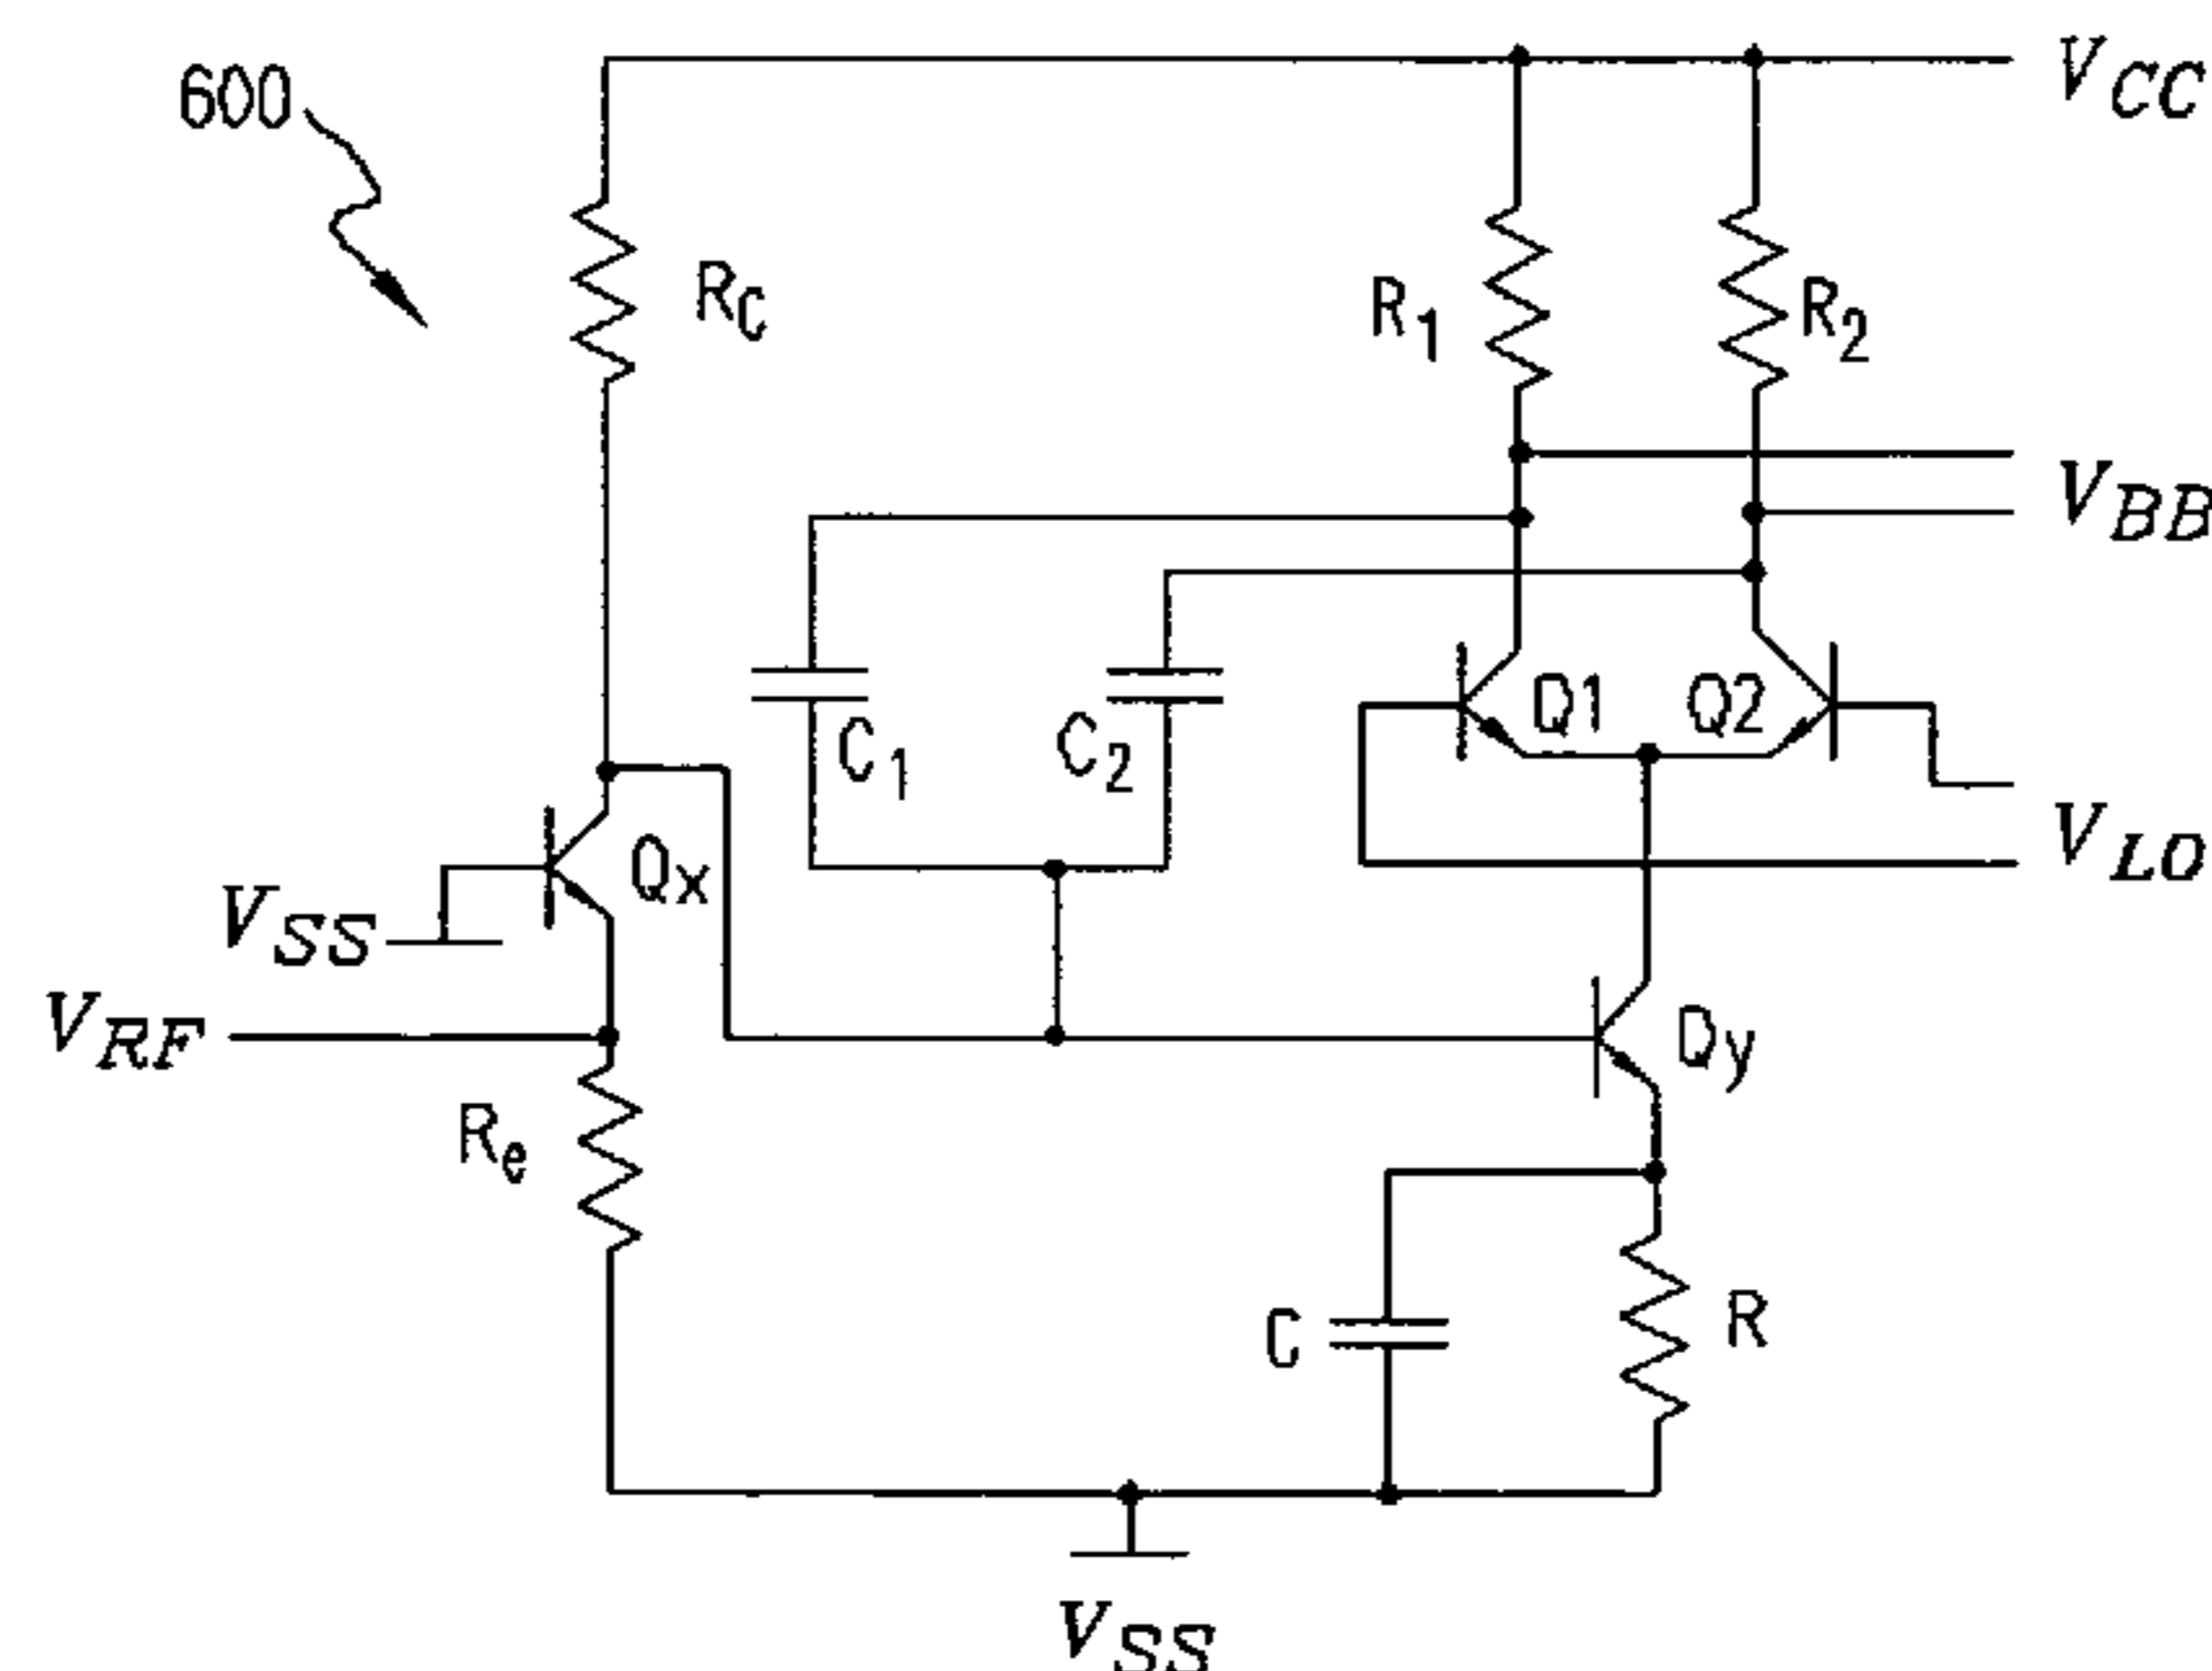 600
V_CC
R_C
R_1
R_2
V_BB
C_1
C_2
Q1
Q2
Qx
V_LO
V_SS
V_RF
Qy
R_e
C
R
V_SS